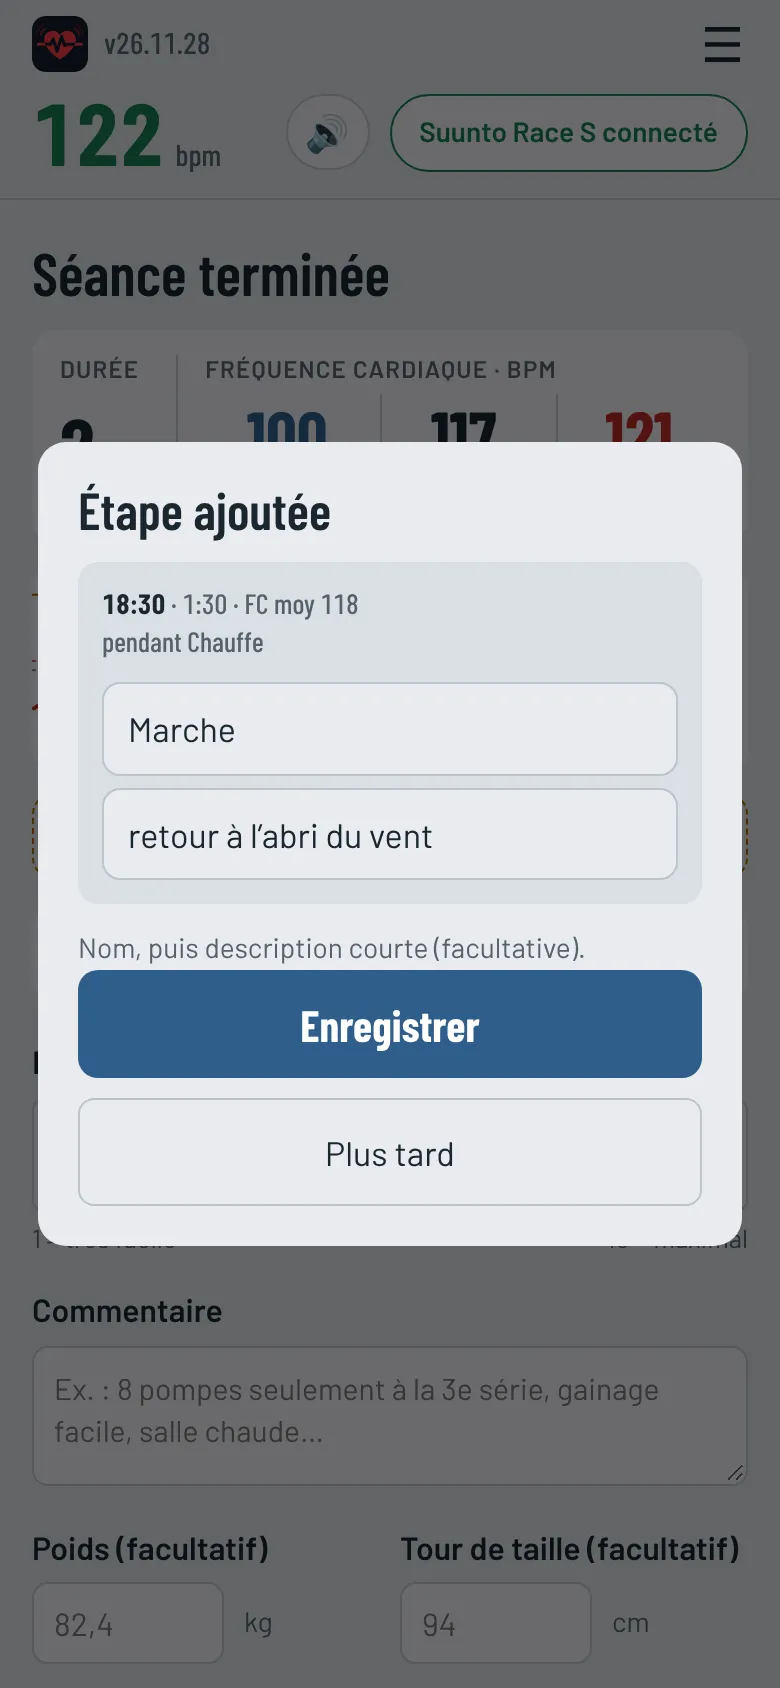 v26.11.28
122 bpm
Suunto Race S connecté
Séance terminée
DURÉE
FRÉQUENCE CARDIAQUE · BPM
100
117
121
Étape ajoutée
18:30 · 1:30 · FC moy 118
pendant Chauffe
Marche
retour à l’abri du vent
Nom, puis description courte (facultative).
Enregistrer
Plus tard
Commentaire
Ex. : 8 pompes seulement à la 3e série, gainage
facile, salle chaude...
Poids (facultatif)
Tour de taille (facultatif)
82,4 kg
94 cm